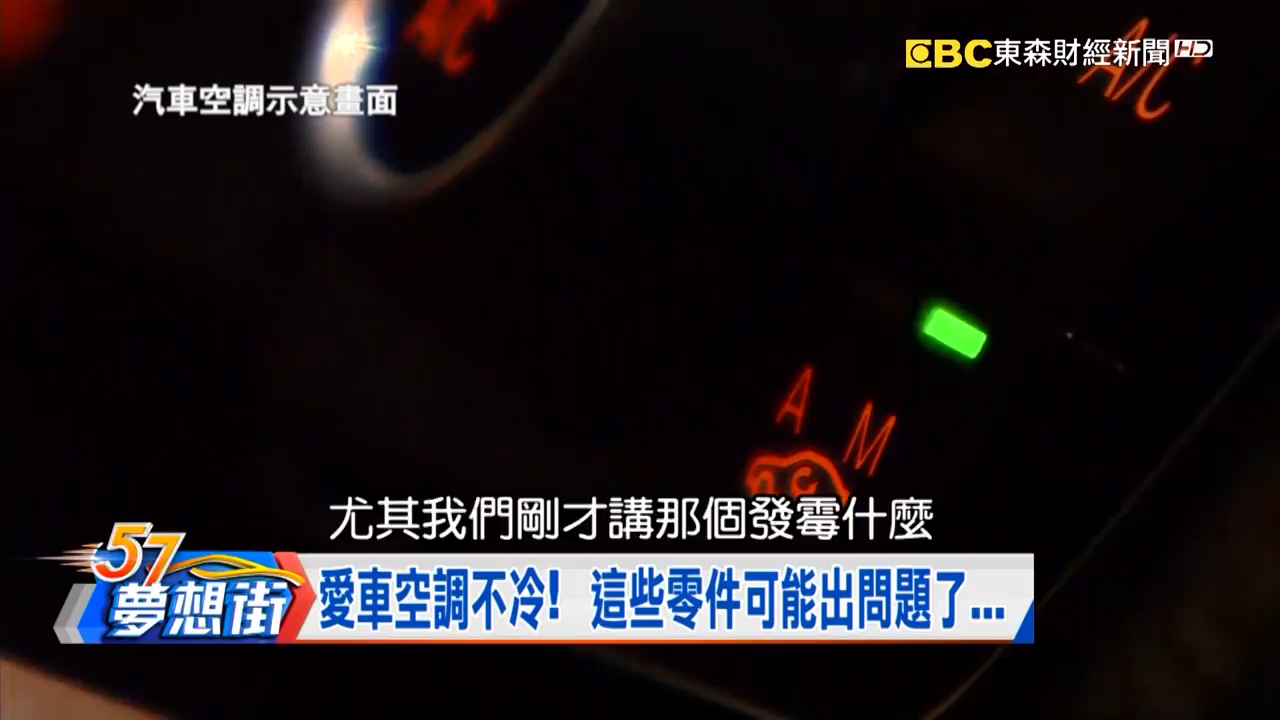 A/C
EBC東森財經新聞HD
A/C
汽車空調示意畫面
A M
尤其我們剛才講那個發霉什麼
57夢想街
愛車空調不冷! 這些零件可能出問題了...